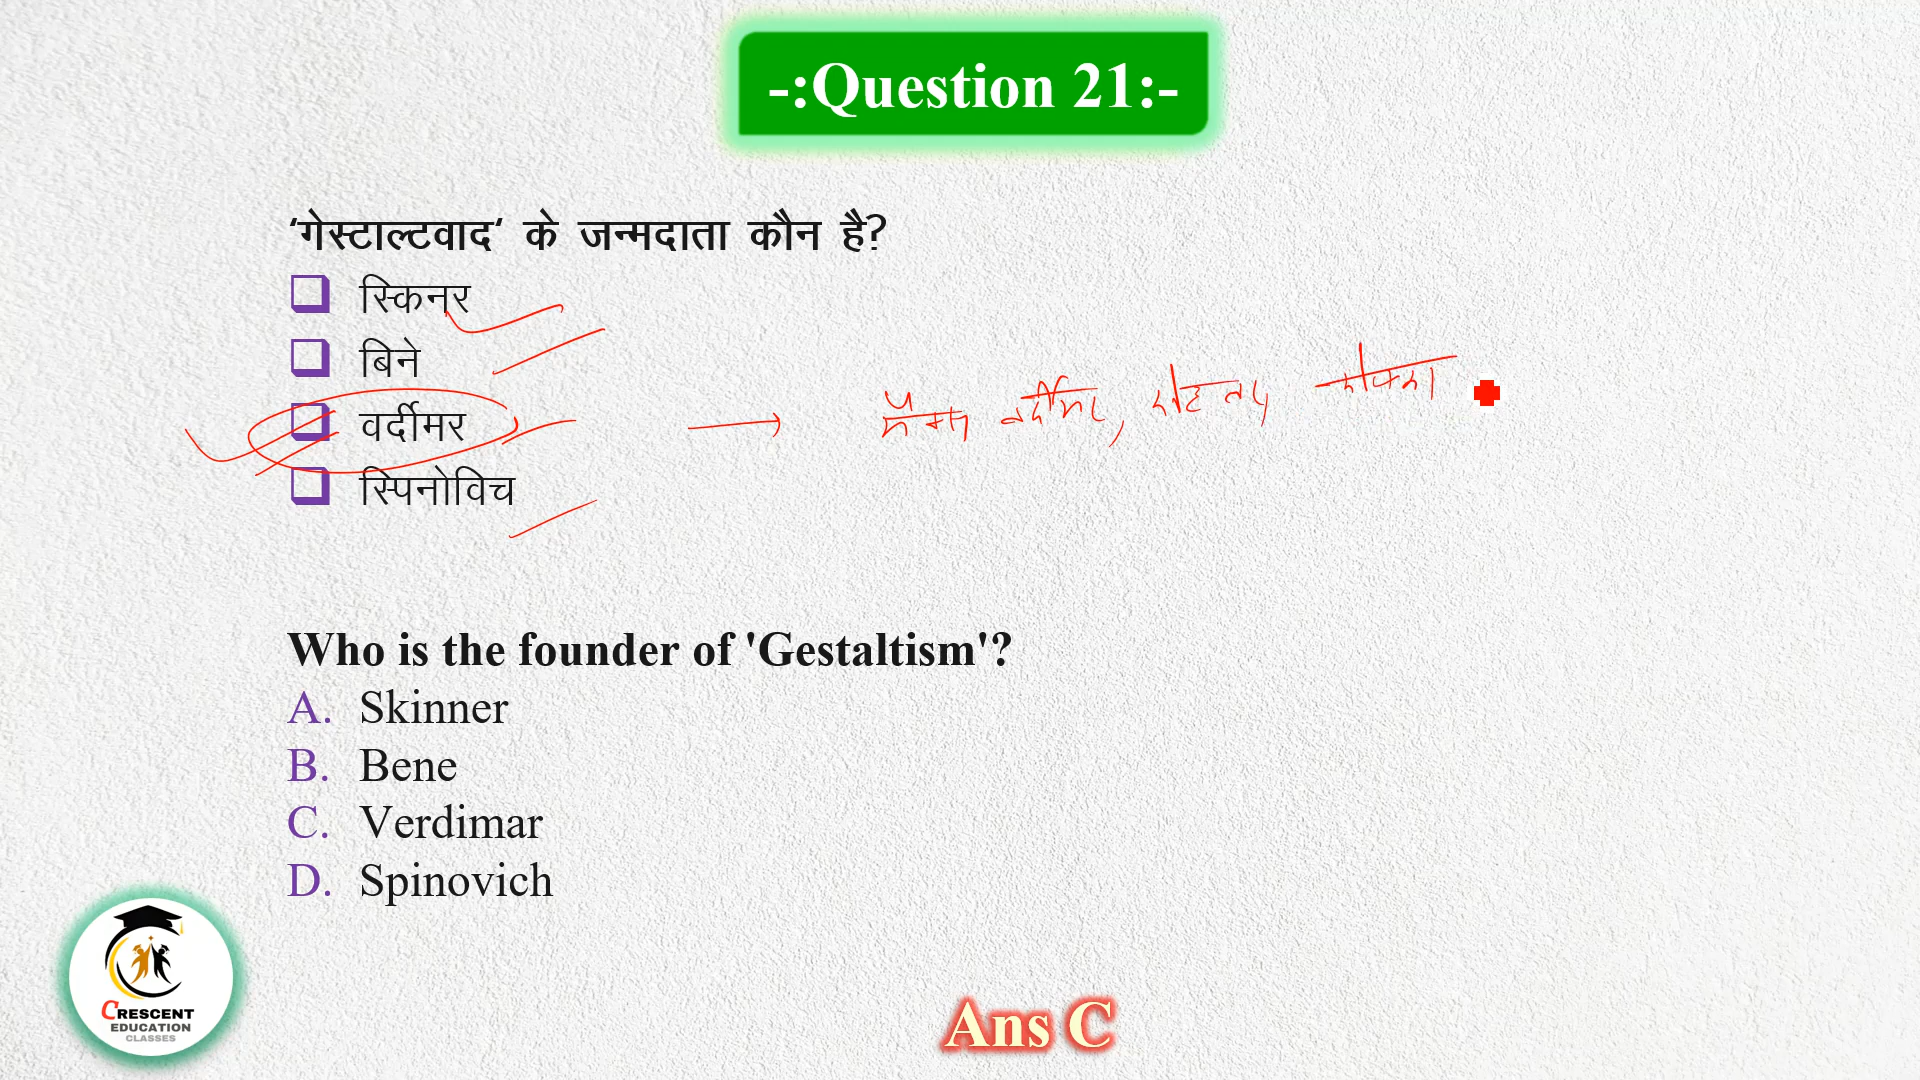 -:Question 21:-
‘गेस्टाल्टवाद‘ के जन्मदाता कौन है?
स्किनर
बिने
वर्दीमर
स्पिनोविच
Who is the founder of 'Gestaltism'?
A. Skinner
B. Bene
C. Verdimar
D. Spinovich
CRESCENT
EDUCATION
CLASSES
Ans C